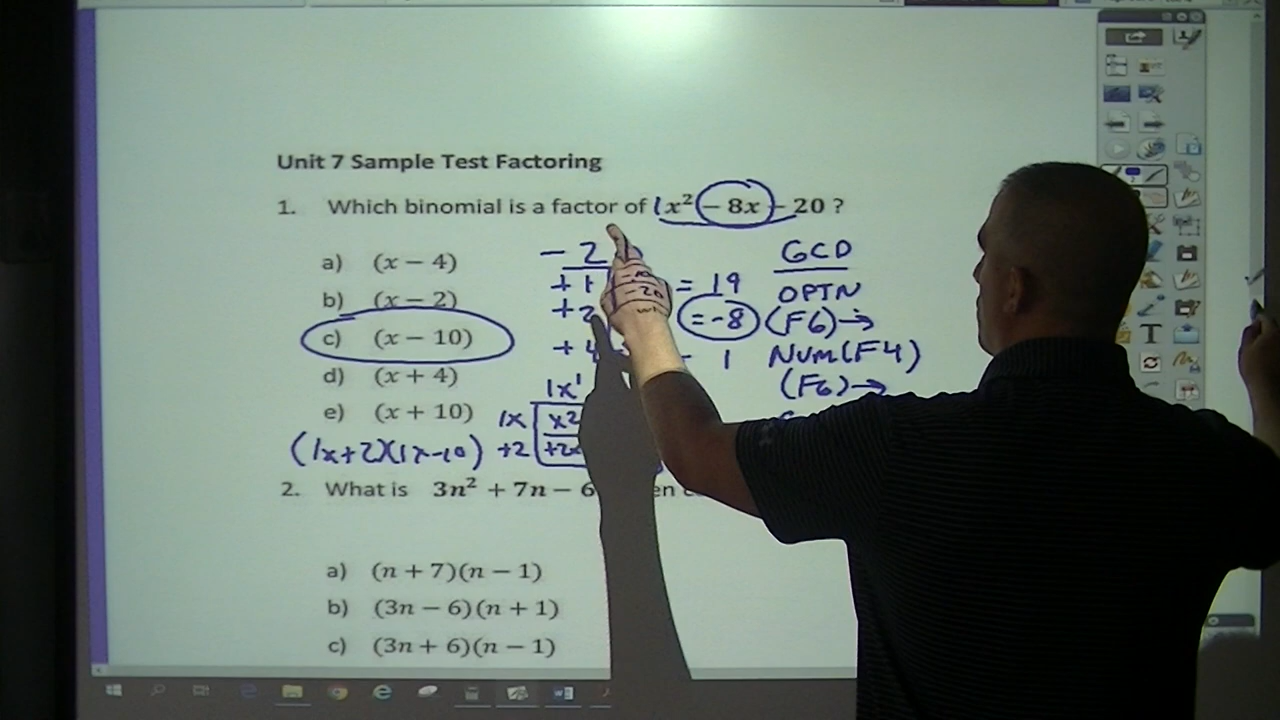 Unit 7 Sample Test Factoring
1. Which binomial is a factor of 1x² − 8x − 20 ?
a) (x − 4)
b) (x − 2)
c) (x − 10)
d) (x + 4)
e) (x + 10)
(1x+2)(1x-10)
- 2
+1 -20 = 19
+2 = -8
+4 1
1x¹
1x x²
+2 +2x
GCD
OPTN
(F6)→
NUM(F4)
(F6)→
2. What is 3n² + 7n − 6
a) (n + 7)(n − 1)
b) (3n − 6)(n + 1)
c) (3n + 6)(n − 1)
T